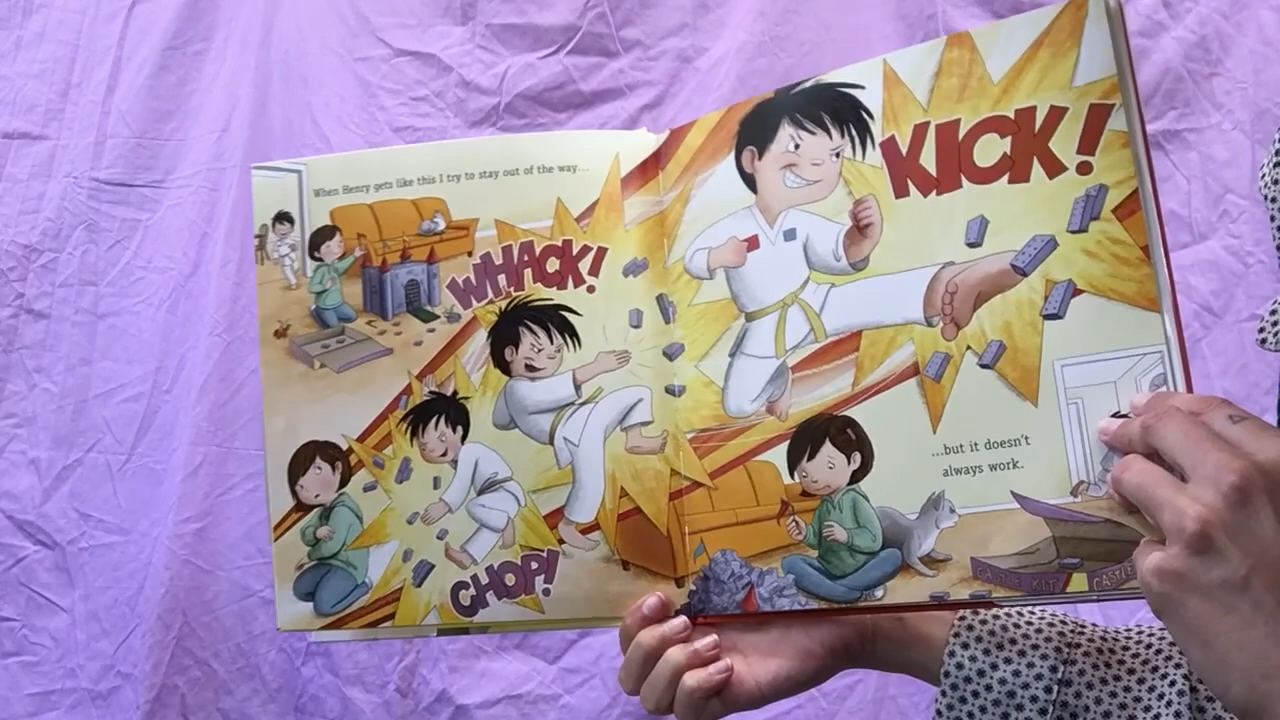 When Henry gets like this I try to stay out of the way...
WHACK!
CHOP!
KICK!
...but it doesn't
always work.
CASTLE KIT
CASTLE